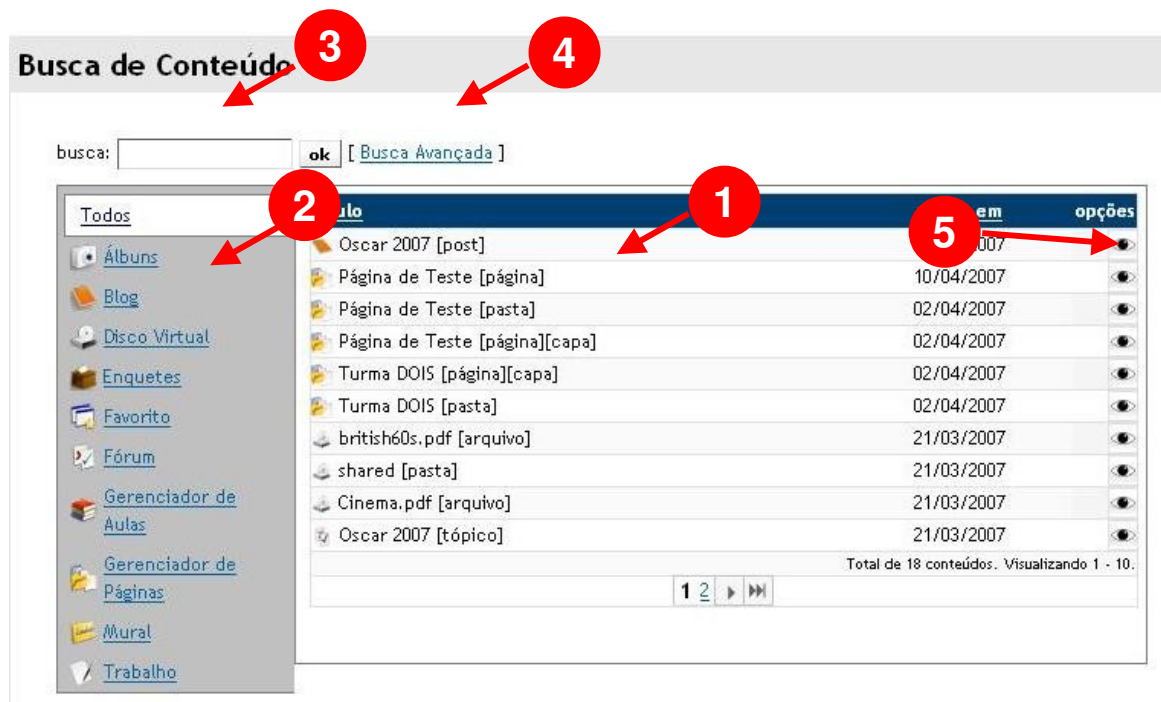 3
4
Busca de Conteúdo
busca: ok [ Busca Avançada ]
Todos
Álbuns
Blog
Disco Virtual
Enquetes
Favorito
Fórum
Gerenciador de
Aulas
Gerenciador de
Páginas
Mural
Trabalho
2
1
5
ulo em opções
Oscar 2007 [post] 007
Página de Teste [página] 10/04/2007
Página de Teste [pasta] 02/04/2007
Página de Teste [página][capa] 02/04/2007
Turma DOIS [página][capa] 02/04/2007
Turma DOIS [pasta] 02/04/2007
british60s.pdf [arquivo] 21/03/2007
shared [pasta] 21/03/2007
Cinema.pdf [arquivo] 21/03/2007
Oscar 2007 [tópico] 21/03/2007
Total de 18 conteúdos. Visualizando 1 - 10.
1 2